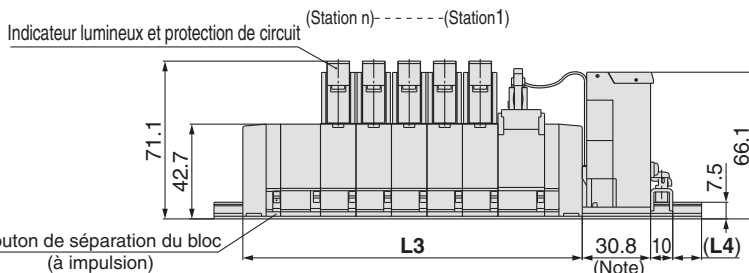 (Station n)-------(Station1)
Indicateur lumineux et protection de circuit
71.1
42.7
66.1
7.5
outon de séparation du bloc
(à impulsion)
L3
30.8
(Note)
10
(L4)